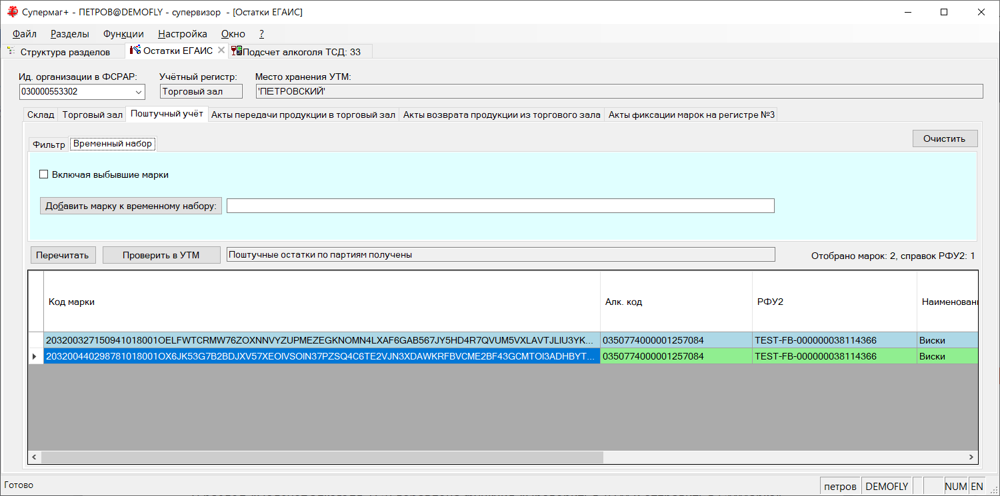 Супермаг+ - ПЕТРОВ@DEMOFLY - супервизор - [Остатки ЕГАИС]
Файл Разделы Функции Настройка Окно ?
Структура разделов Остатки ЕГАИС Подсчет алкоголя ТСД: 33
Ид. организации в ФСРАР: Учётный регистр: Место хранения УТМ:
030000553302 Торговый зал 'ПЕТРОВСКИЙ'
Склад Торговый зал Поштучный учёт Акты передачи продукции в торговый зал Акты возврата продукции из торгового зала Акты фиксации марок на регистре №3
Фильтр Временный набор Очистить
Включая выбывшие марки
Добавить марку к временному набору:
Перечитать Проверить в УТМ Поштучные остатки по партиям получены Отобрано марок: 2, справок РФУ2: 1
Код марки Алк. код РФУ2 Наименован
203200327150941018001OELFWTCRMW76ZOXNNVYZUPMEZEGKNOMN4LXAF6GAB567JY5HD4R7QVUM5VXLAVTJLIU3YK... 0350774000001257084 TEST-FB-000000038114366 Виски
203200440298781018001OX6JK53G7B2BDJXV57XEOIVSOIN37PZSQ4C6TE2VJN3XDAWKRFBVCME2BF43GCMTOI3ADHBYT... 0350774000001257084 TEST-FB-000000038114366 Виски
Готово петров DEMOFLY NUM EN